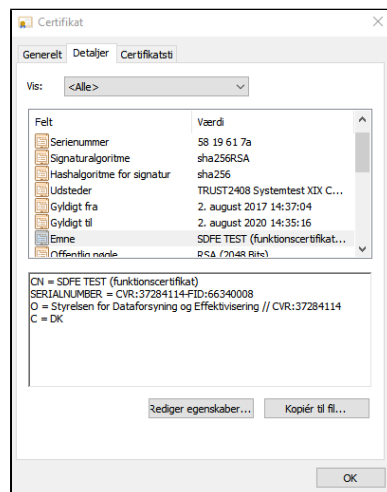 Certifikat
Generelt Detaljer Certifikatsti
Vis: <Alle>
Felt Værdi
Serienummer 58 19 61 7a
Signaturalgoritme sha256RSA
Hashalgoritme for signatur sha256
Udsteder TRUST2408 Systemtest XIX C...
Gyldigt fra 2. august 2017 14:37:04
Gyldigt til 2. august 2020 14:35:16
Emne SDFE TEST (funktionscertifikat...
Offentlig nøgle RSA (2048 Bits)
CN = SDFE TEST (funktionscertifikat)
SERIALNUMBER = CVR:37284114-FID:66340008
O = Styrelsen for Dataforsyning og Effektivisering // CVR:37284114
C = DK
Rediger egenskaber... Kopiér til fil...
OK